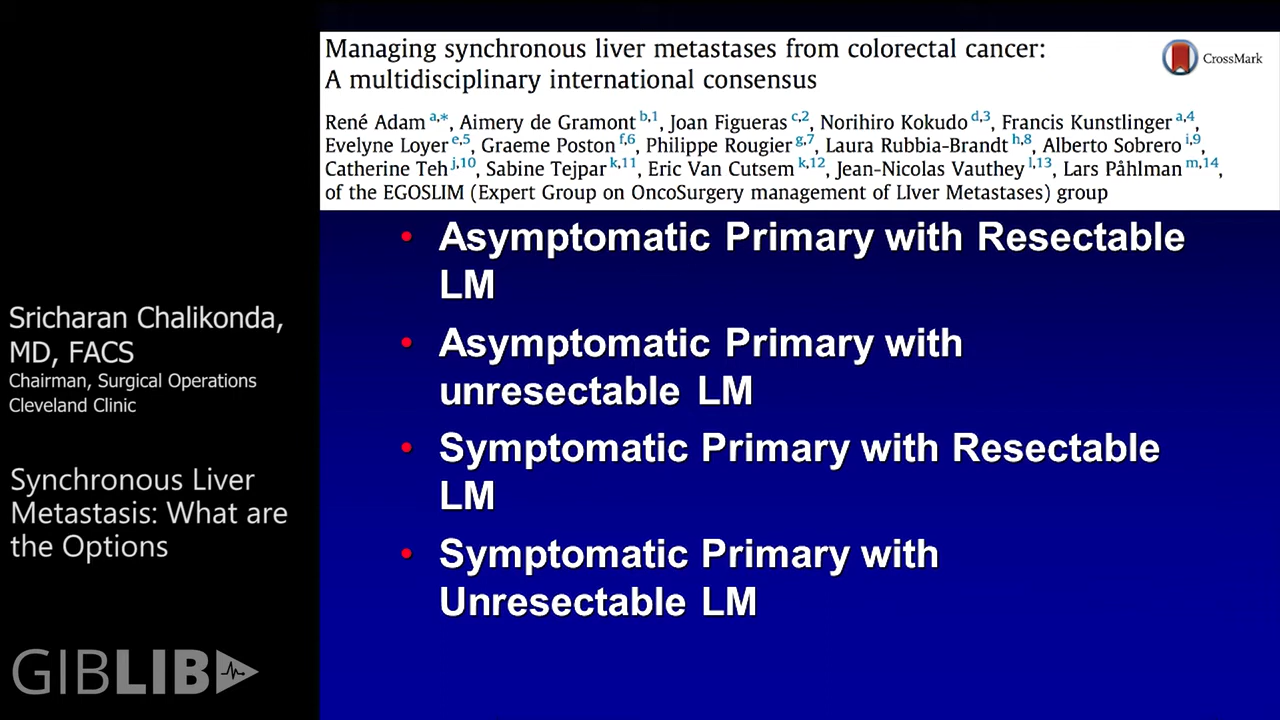 Managing synchronous liver metastases from colorectal cancer:
A multidisciplinary international consensus
CrossMark
René Adam a,*, Aimery de Gramont b,1, Joan Figueras c,2, Norihiro Kokudo d,3, Francis Kunstlinger a,4,
Evelyne Loyer e,5, Graeme Poston f,6, Philippe Rougier g,7, Laura Rubbia-Brandt h,8, Alberto Sobrero i,9,
Catherine Teh j,10, Sabine Tejpar k,11, Eric Van Cutsem k,12, Jean-Nicolas Vauthey l,13, Lars Påhlman m,14,
of the EGOSLIM (Expert Group on OncoSurgery management of LIver Metastases) group
• Asymptomatic Primary with Resectable
LM
• Asymptomatic Primary with
unresectable LM
• Symptomatic Primary with Resectable
LM
• Symptomatic Primary with
Unresectable LM
Sricharan Chalikonda,
MD, FACS
Chairman, Surgical Operations
Cleveland Clinic
Synchronous Liver
Metastasis: What are
the Options
GIBLIB